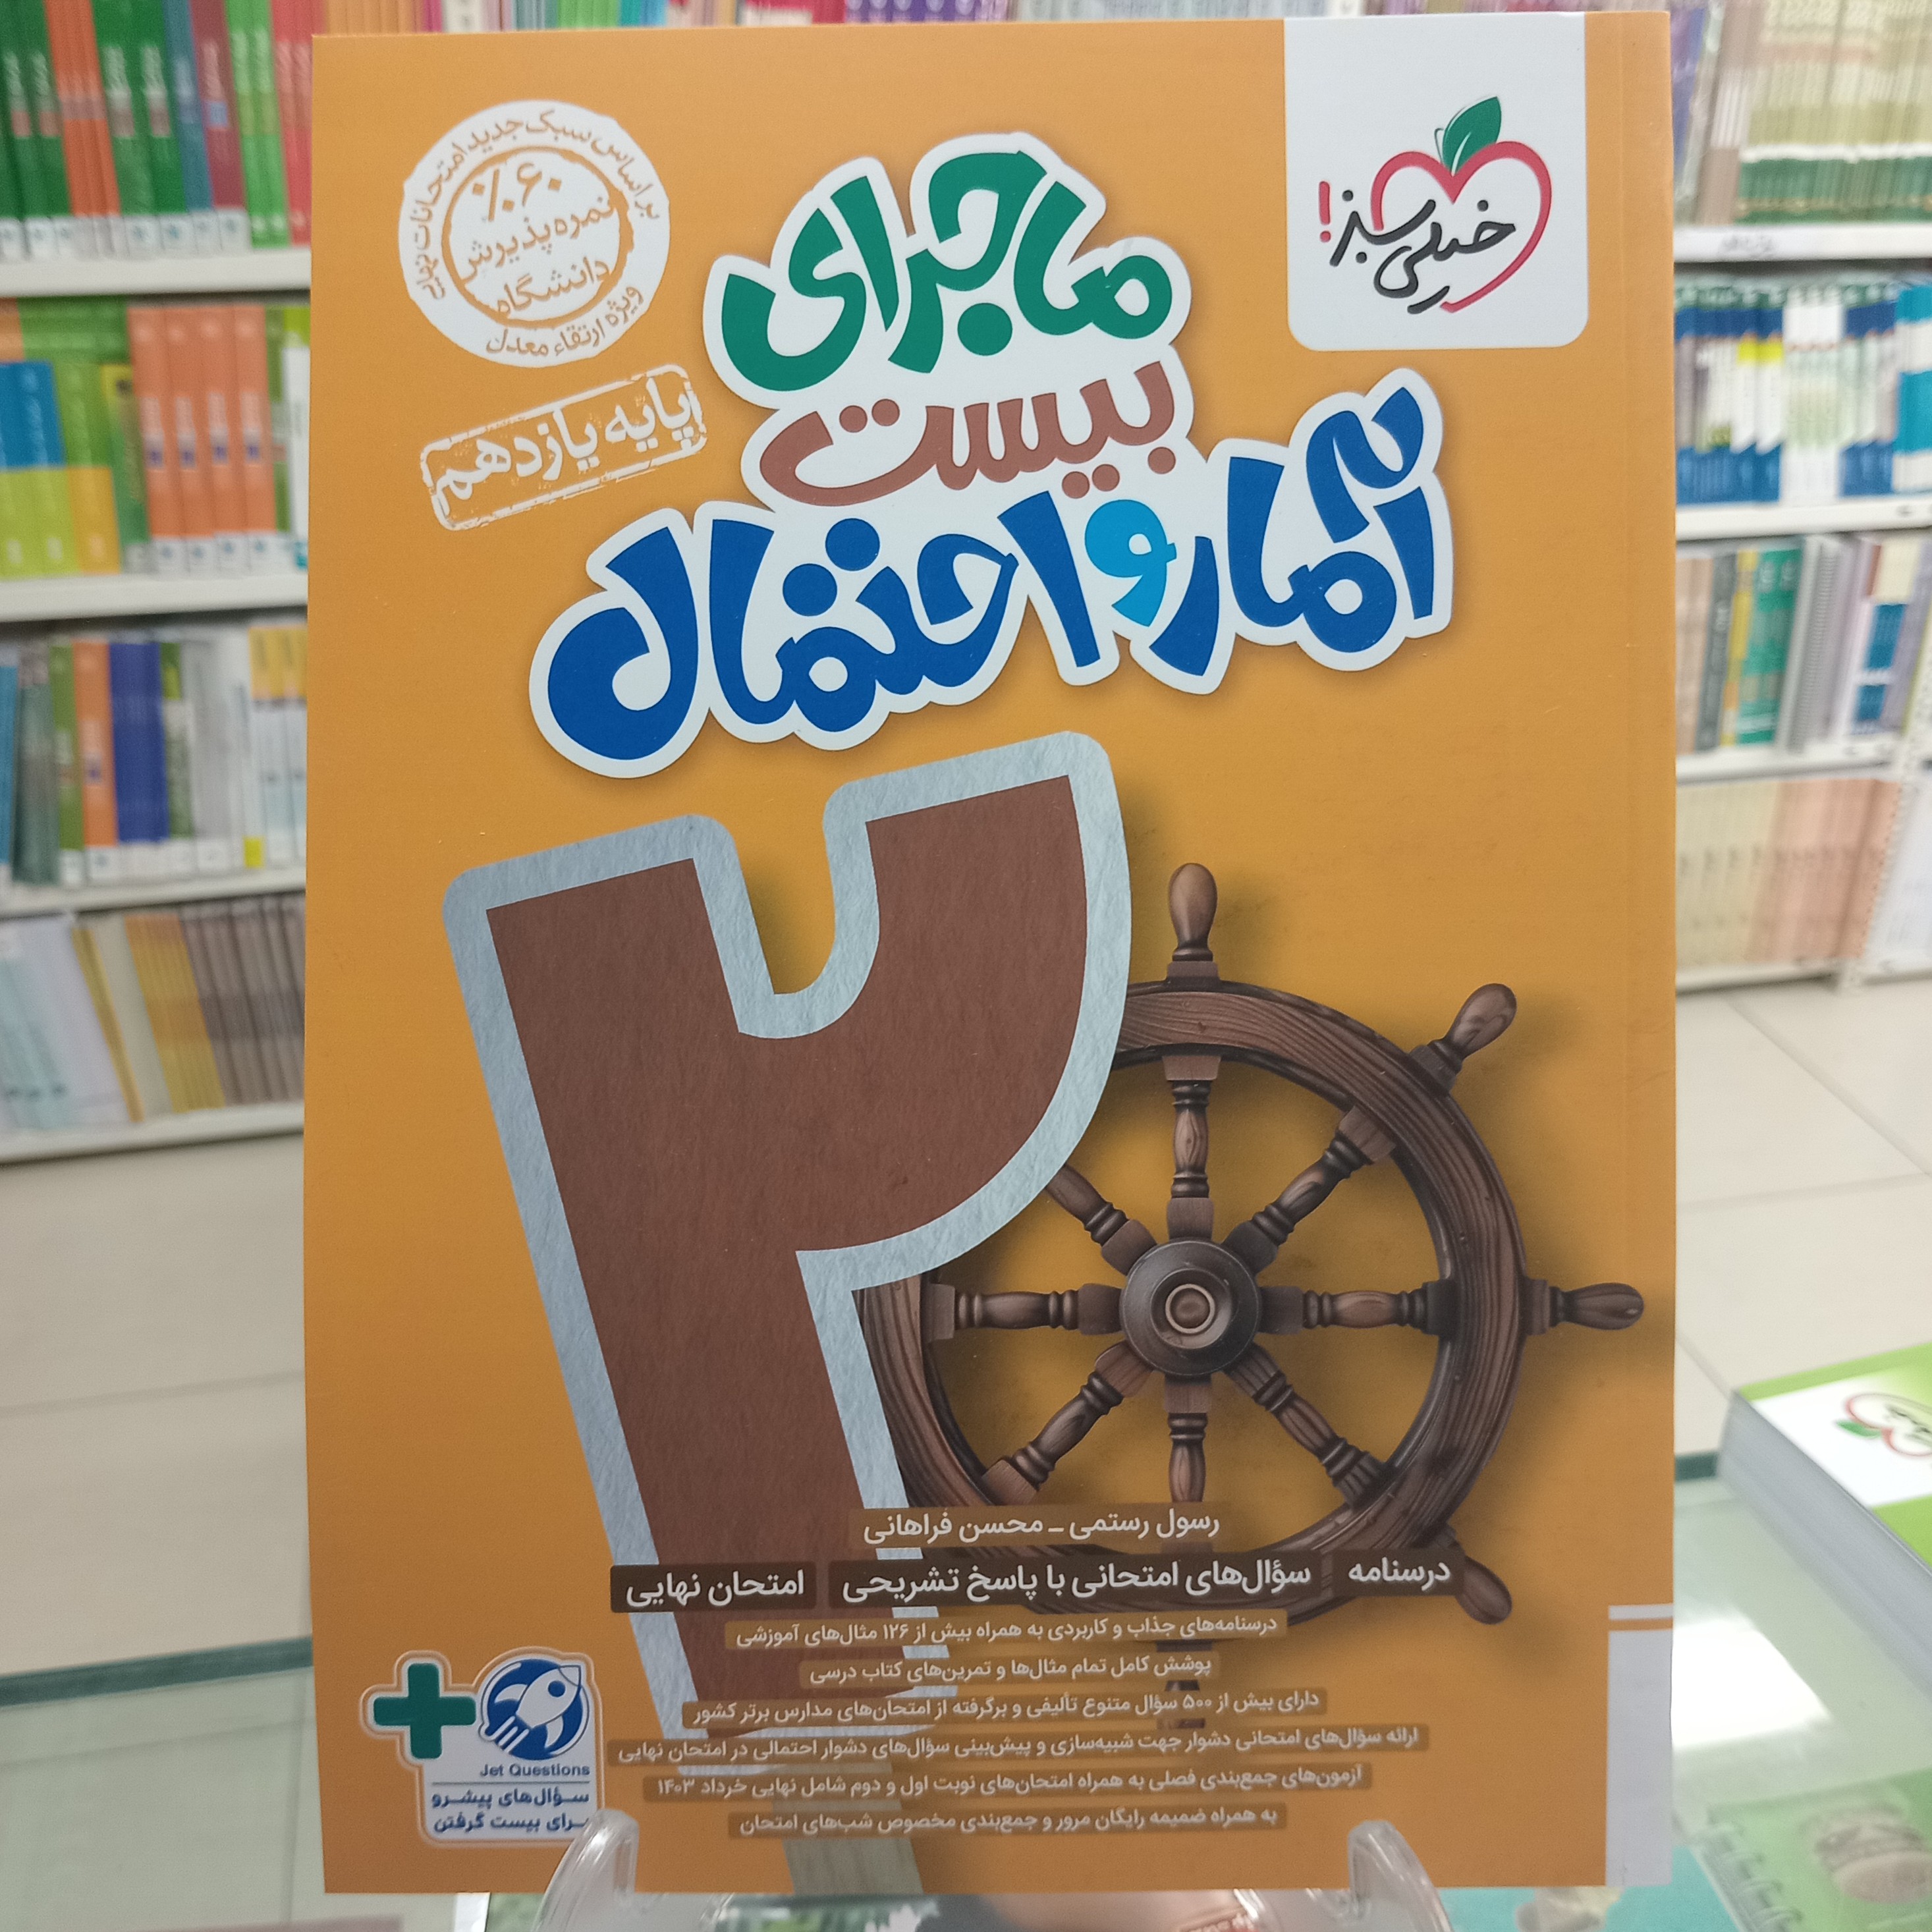 خیلی سبز!
بر اساس سبک جدید امتحانات نهایی
۶۰٪
نمره پذیرش
دانشگاه
ویژه ارتقاء معدل
پایه یازدهم
ماجرای
بیست
آمار و احتمال
۲
رسول رستمی ـ محسن فراهانی
درسنامه سؤال‌های امتحانی با پاسخ تشریحی امتحان نهایی
درسنامه‌های جذاب و کاربردی به همراه بیش از ۱۲۶ مثال‌های آموزشی
پوشش کامل تمام مثال‌ها و تمرین‌های کتاب درسی
دارای بیش از ۵۰۰ سؤال متنوع تألیفی و برگرفته از امتحان‌های مدارس برتر کشور
ارائه سؤال‌های امتحانی دشوار جهت شبیه‌سازی و پیش‌بینی سؤال‌های دشوار احتمالی در امتحان نهایی
آزمون‌های جمع‌بندی فصلی به همراه امتحان‌های نوبت اول و دوم شامل نهایی خرداد ۱۴۰۳
به همراه ضمیمه رایگان مرور و جمع‌بندی مخصوص شب‌های امتحان
Jet Questions
سؤال‌های پیشرو
برای بیست گرفتن